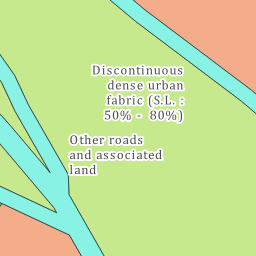 Discontinuous
dense urban
fabric (S.L. :
50% - 80%)
Other roads
and associated
land